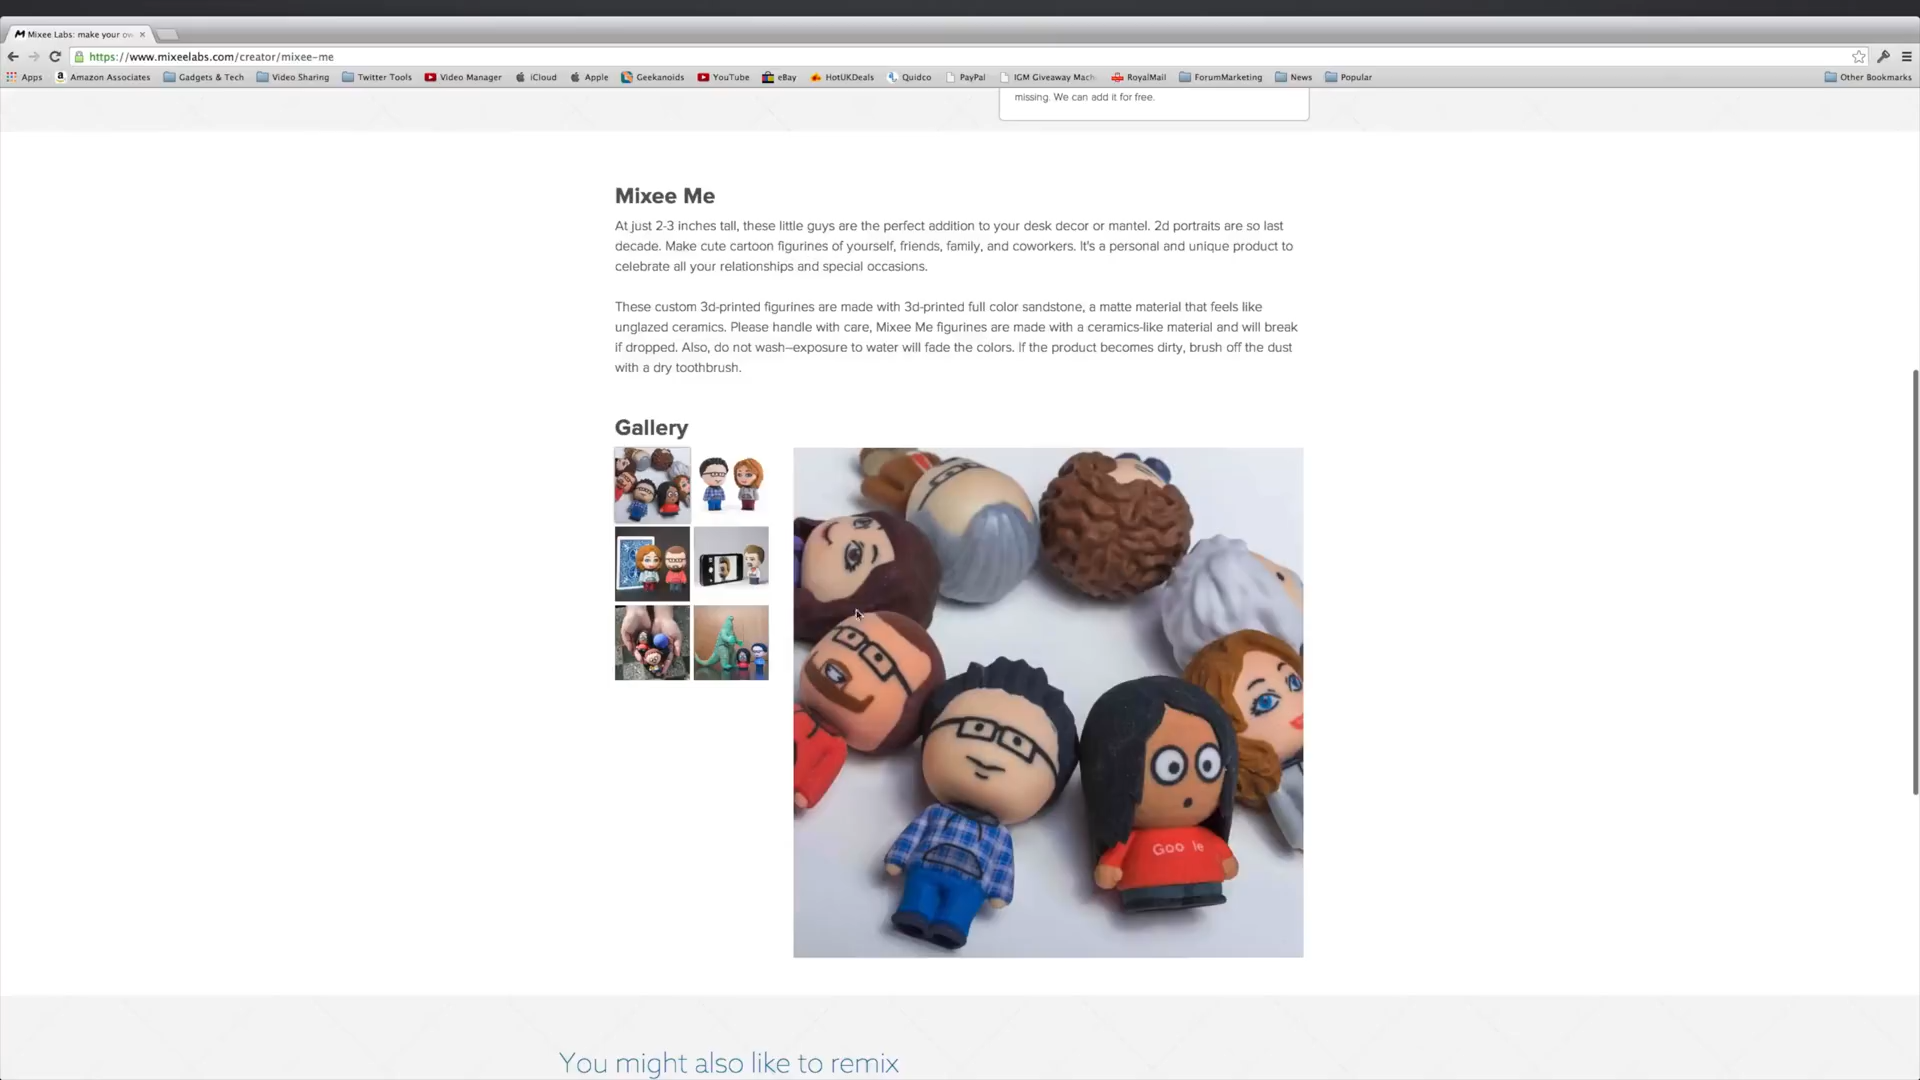 Mixee Labs: make your ow
https://www.mixeelabs.com/creator/mixee-me
Apps Amazon Associates Gadgets & Tech Video Sharing Twitter Tools Video Manager iCloud Apple Geekanoids YouTube eBay HotUKDeals Quidco PayPal IGM Giveaway Mach RoyalMail ForumMarketing News Popular Other Bookmarks
missing. We can add it for free.
Mixee Me
At just 2-3 inches tall, these little guys are the perfect addition to your desk decor or mantel. 2d portraits are so last
decade. Make cute cartoon figurines of yourself, friends, family, and coworkers. It's a personal and unique product to
celebrate all your relationships and special occasions.
These custom 3d-printed figurines are made with 3d-printed full color sandstone, a matte material that feels like
unglazed ceramics. Please handle with care, Mixee Me figurines are made with a ceramics-like material and will break
if dropped. Also, do not wash—exposure to water will fade the colors. If the product becomes dirty, brush off the dust
with a dry toothbrush.
Gallery
Goo le
You might also like to remix